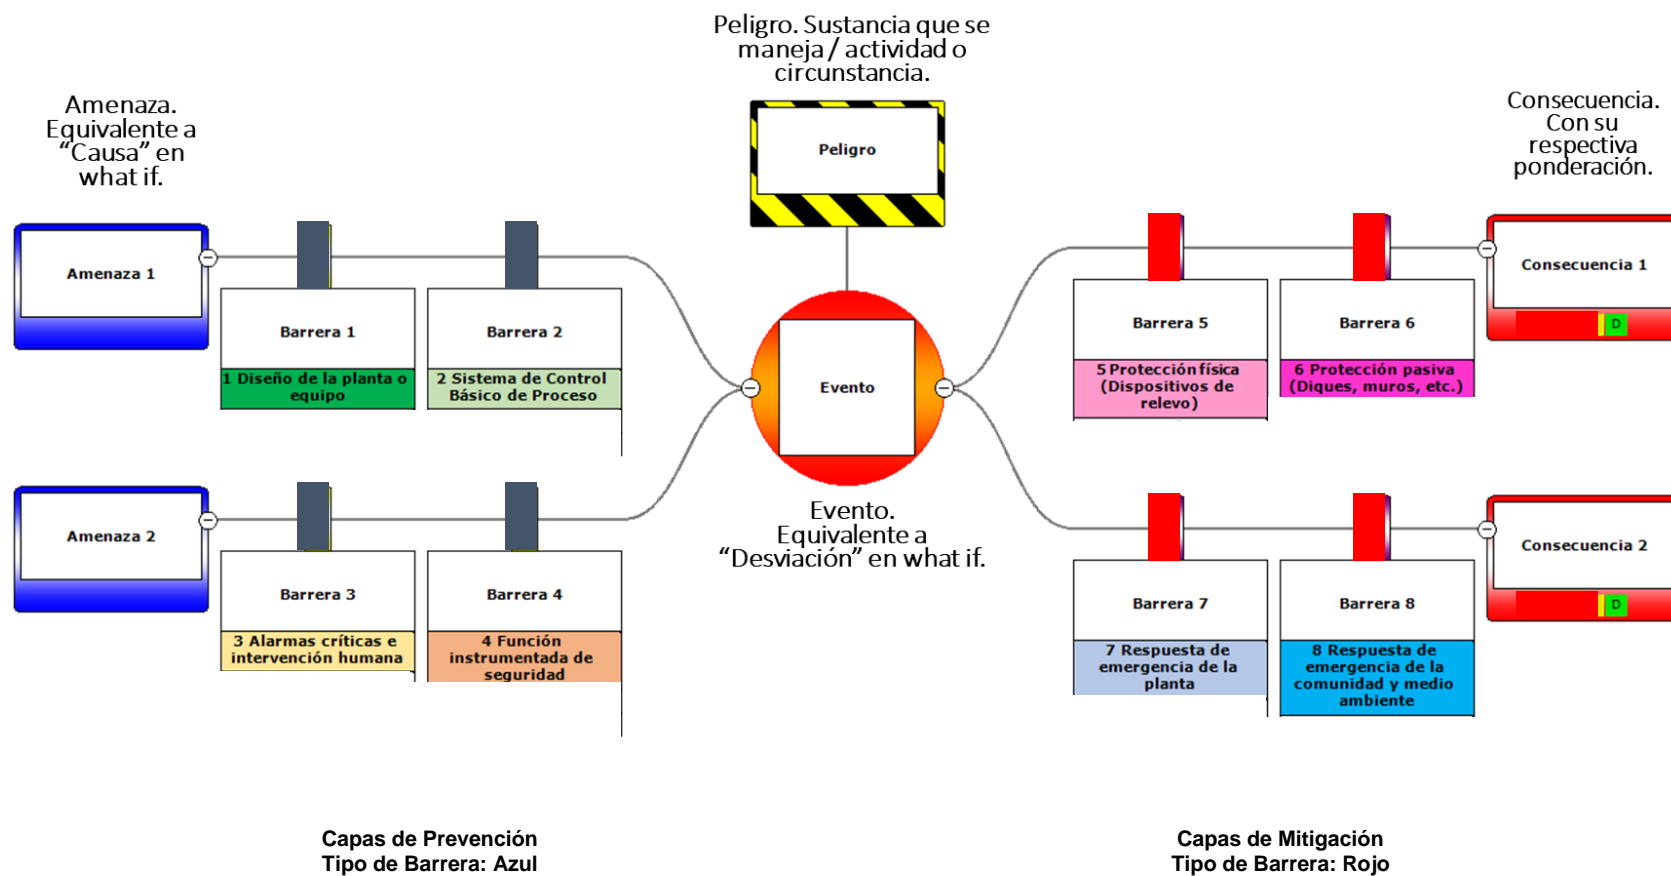 Peligro. Sustancia que se
maneja / actividad o
circunstancia.
Amenaza.
Equivalente a
“Causa” en
what if.
Consecuencia.
Con su
respectiva
ponderación.
Peligro
Amenaza 1
Barrera 1
1 Diseño de la planta o
equipo
Barrera 2
2 Sistema de Control
Básico de Proceso
Evento
Barrera 5
5 Protección física
(Dispositivos de
relevo)
Barrera 6
6 Protección pasiva
(Diques, muros, etc.)
Consecuencia 1
D
Amenaza 2
Barrera 3
3 Alarmas críticas e
intervención humana
Barrera 4
4 Función
instrumentada de
seguridad
Evento.
Equivalente a
“Desviación” en what if.
Barrera 7
7 Respuesta de
emergencia de la
planta
Barrera 8
8 Respuesta de
emergencia de la
comunidad y medio
ambiente
Consecuencia 2
D
Capas de Prevención
Tipo de Barrera: Azul
Capas de Mitigación
Tipo de Barrera: Rojo